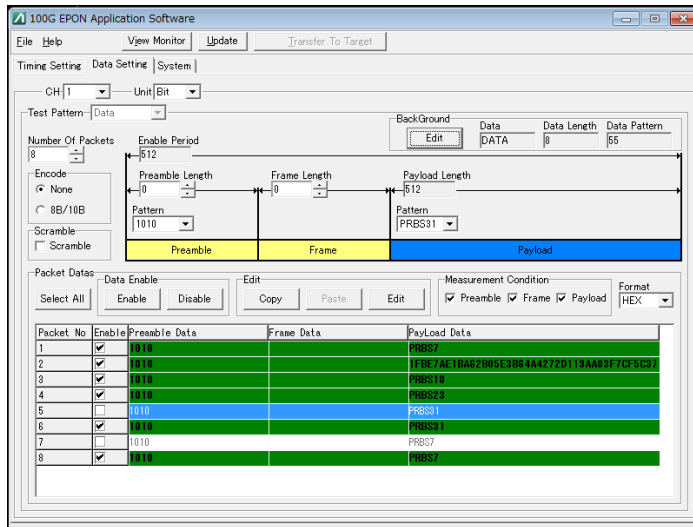 100G EPON Application Software
File Help View Monitor Update Transfer To Target
Timing Setting Data Setting System
CH 1 Unit Bit
Test Pattern Data
BackGround
Edit
Data
DATA
Data Length
8
Data Pattern
55
Number Of Packets
8
Enable Period
512
Encode
None
8B/10B
Scramble
Scramble
Preamble Length
0
Frame Length
0
Payload Length
512
Pattern
1010
Pattern
PRBS31
Preamble Frame Payload
Packet Datas
Select All
Data Enable
Enable Disable
Edit
Copy Paste Edit
Measurement Condition
Preamble Frame Payload
Format
HEX
Packet No Enable Preamble Data Frame Data PayLoad Data
1 1010 PRBS7
2 1010 1FBE7AE1BA62B05E3B64A4272D119AA03F7CF5C37
3 1010 PRBS10
4 1010 PRBS23
5 1010 PRBS31
6 1010 PRBS31
7 1010 PRBS7
8 1010 PRBS7